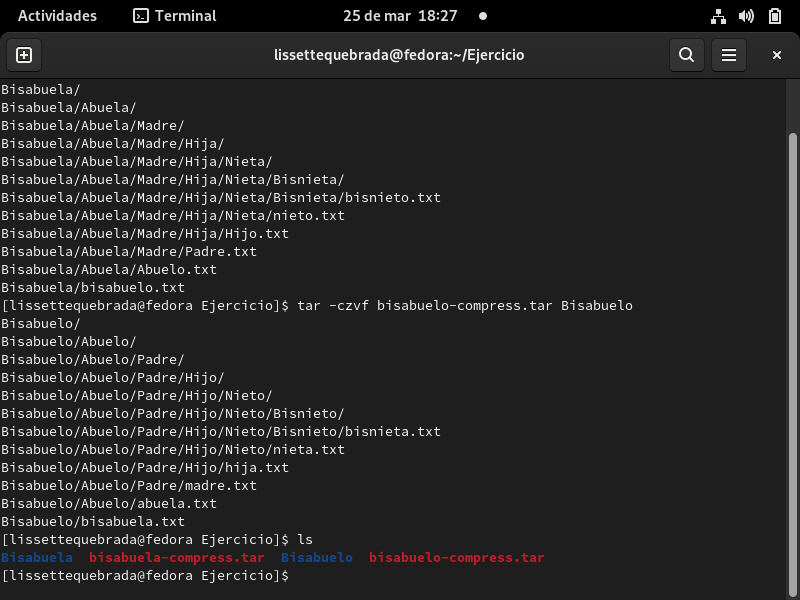 Actividades Terminal 25 de mar 18:27
lissettequebrada@fedora:~/Ejercicio
Bisabuela/
Bisabuela/Abuela/
Bisabuela/Abuela/Madre/
Bisabuela/Abuela/Madre/Hija/
Bisabuela/Abuela/Madre/Hija/Nieta/
Bisabuela/Abuela/Madre/Hija/Nieta/Bisnieta/
Bisabuela/Abuela/Madre/Hija/Nieta/Bisnieta/bisnieto.txt
Bisabuela/Abuela/Madre/Hija/Nieta/nieto.txt
Bisabuela/Abuela/Madre/Hija/Hijo.txt
Bisabuela/Abuela/Madre/Padre.txt
Bisabuela/Abuela/Abuelo.txt
Bisabuela/bisabuelo.txt
[lissettequebrada@fedora Ejercicio]$ tar -czvf bisabuelo-compress.tar Bisabuelo
Bisabuelo/
Bisabuelo/Abuelo/
Bisabuelo/Abuelo/Padre/
Bisabuelo/Abuelo/Padre/Hijo/
Bisabuelo/Abuelo/Padre/Hijo/Nieto/
Bisabuelo/Abuelo/Padre/Hijo/Nieto/Bisnieto/
Bisabuelo/Abuelo/Padre/Hijo/Nieto/Bisnieto/bisnieta.txt
Bisabuelo/Abuelo/Padre/Hijo/Nieto/nieta.txt
Bisabuelo/Abuelo/Padre/Hijo/hija.txt
Bisabuelo/Abuelo/Padre/madre.txt
Bisabuelo/Abuelo/abuela.txt
Bisabuelo/bisabuela.txt
[lissettequebrada@fedora Ejercicio]$ ls
Bisabuela bisabuela-compress.tar Bisabuelo bisabuelo-compress.tar
[lissettequebrada@fedora Ejercicio]$